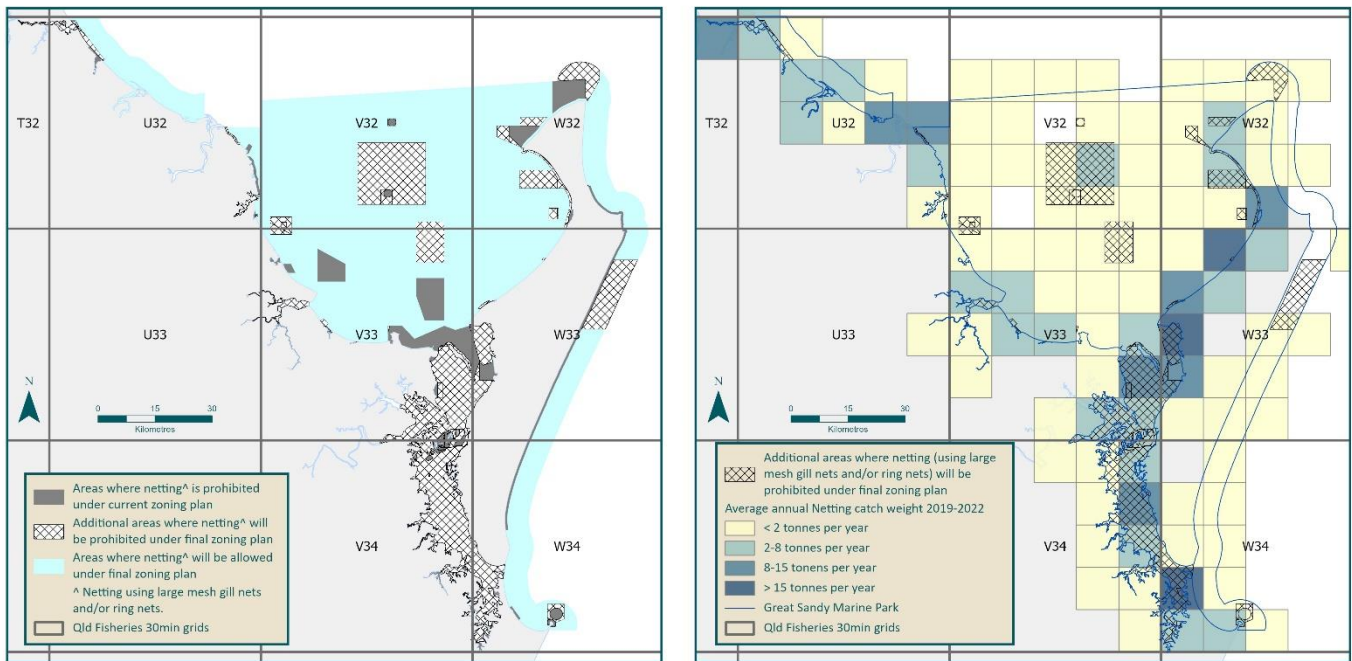 T32
U32
V32
W32
U33
V33
W33
V34
W34
N
0 15 30
Kilometres
Areas where netting^ is prohibited
under current zoning plan
Additional areas where netting^ will
be prohibited under final zoning plan
Areas where netting^ will be allowed
under final zoning plan
^ Netting using large mesh gill nets
and/or ring nets.
Qld Fisheries 30min grids
T32
U32
V32
W32
U33
V33
W33
V34
W34
N
0 15 30
Kilometres
Additional areas where netting (using large
mesh gill nets and/or ring nets) will be
prohibited under final zoning plan
Average annual Netting catch weight 2019-2022
< 2 tonnes per year
2-8 tonnes per year
8-15 tonens per year
> 15 tonnes per year
Great Sandy Marine Park
Qld Fisheries 30min grids